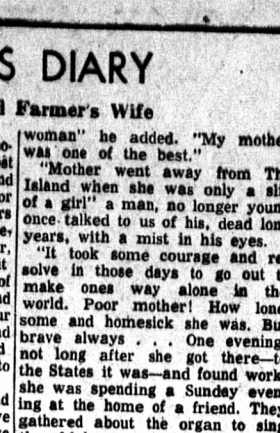 S DIARY
Farmer's Wife
woman" he added. "My mothe
was one of the best."
"Mother went away from Th
Island when she was only a sli
of a girl" a man, no longer youn
once talked to us of his, dead lon
years, with a mist in his eyes.
"It took some courage and re
solve in those days to go out t
make ones way alone in th
world. Poor mother! How lone
some and homesick she was. Bu
brave always . . . One evening
not long after she got there—t
the States it was—and found work
she was spending a Sunday even
ing at the home of a friend. They
gathered about the organ to sing